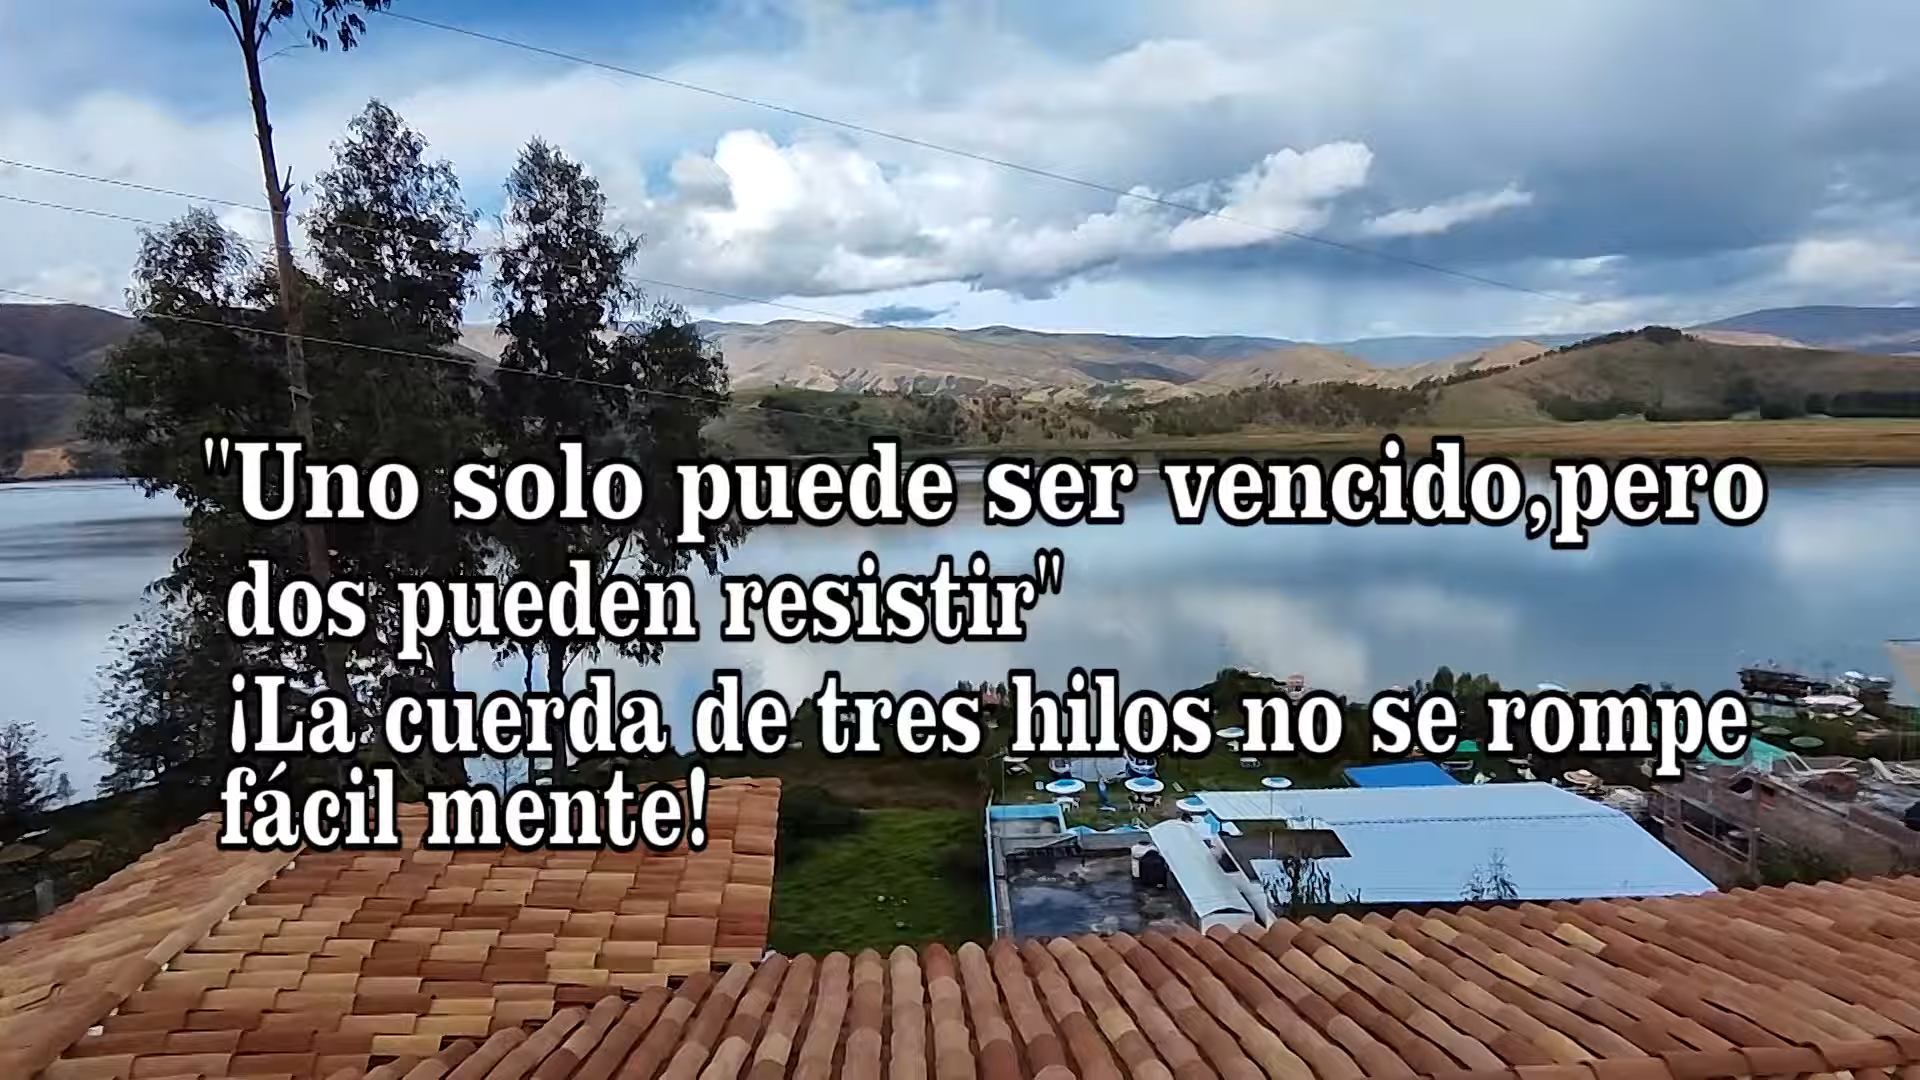 "Uno solo puede ser vencido,pero
dos pueden resistir"
¡La cuerda de tres hilos no se rompe
fácil mente!